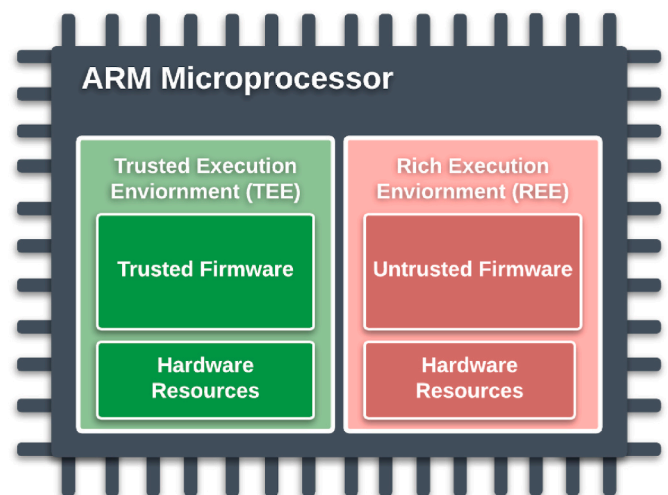 ARM Microprocessor
Trusted Execution
Enviornment (TEE)
Trusted Firmware
Hardware
Resources
Rich Execution
Enviornment (REE)
Untrusted Firmware
Hardware
Resources